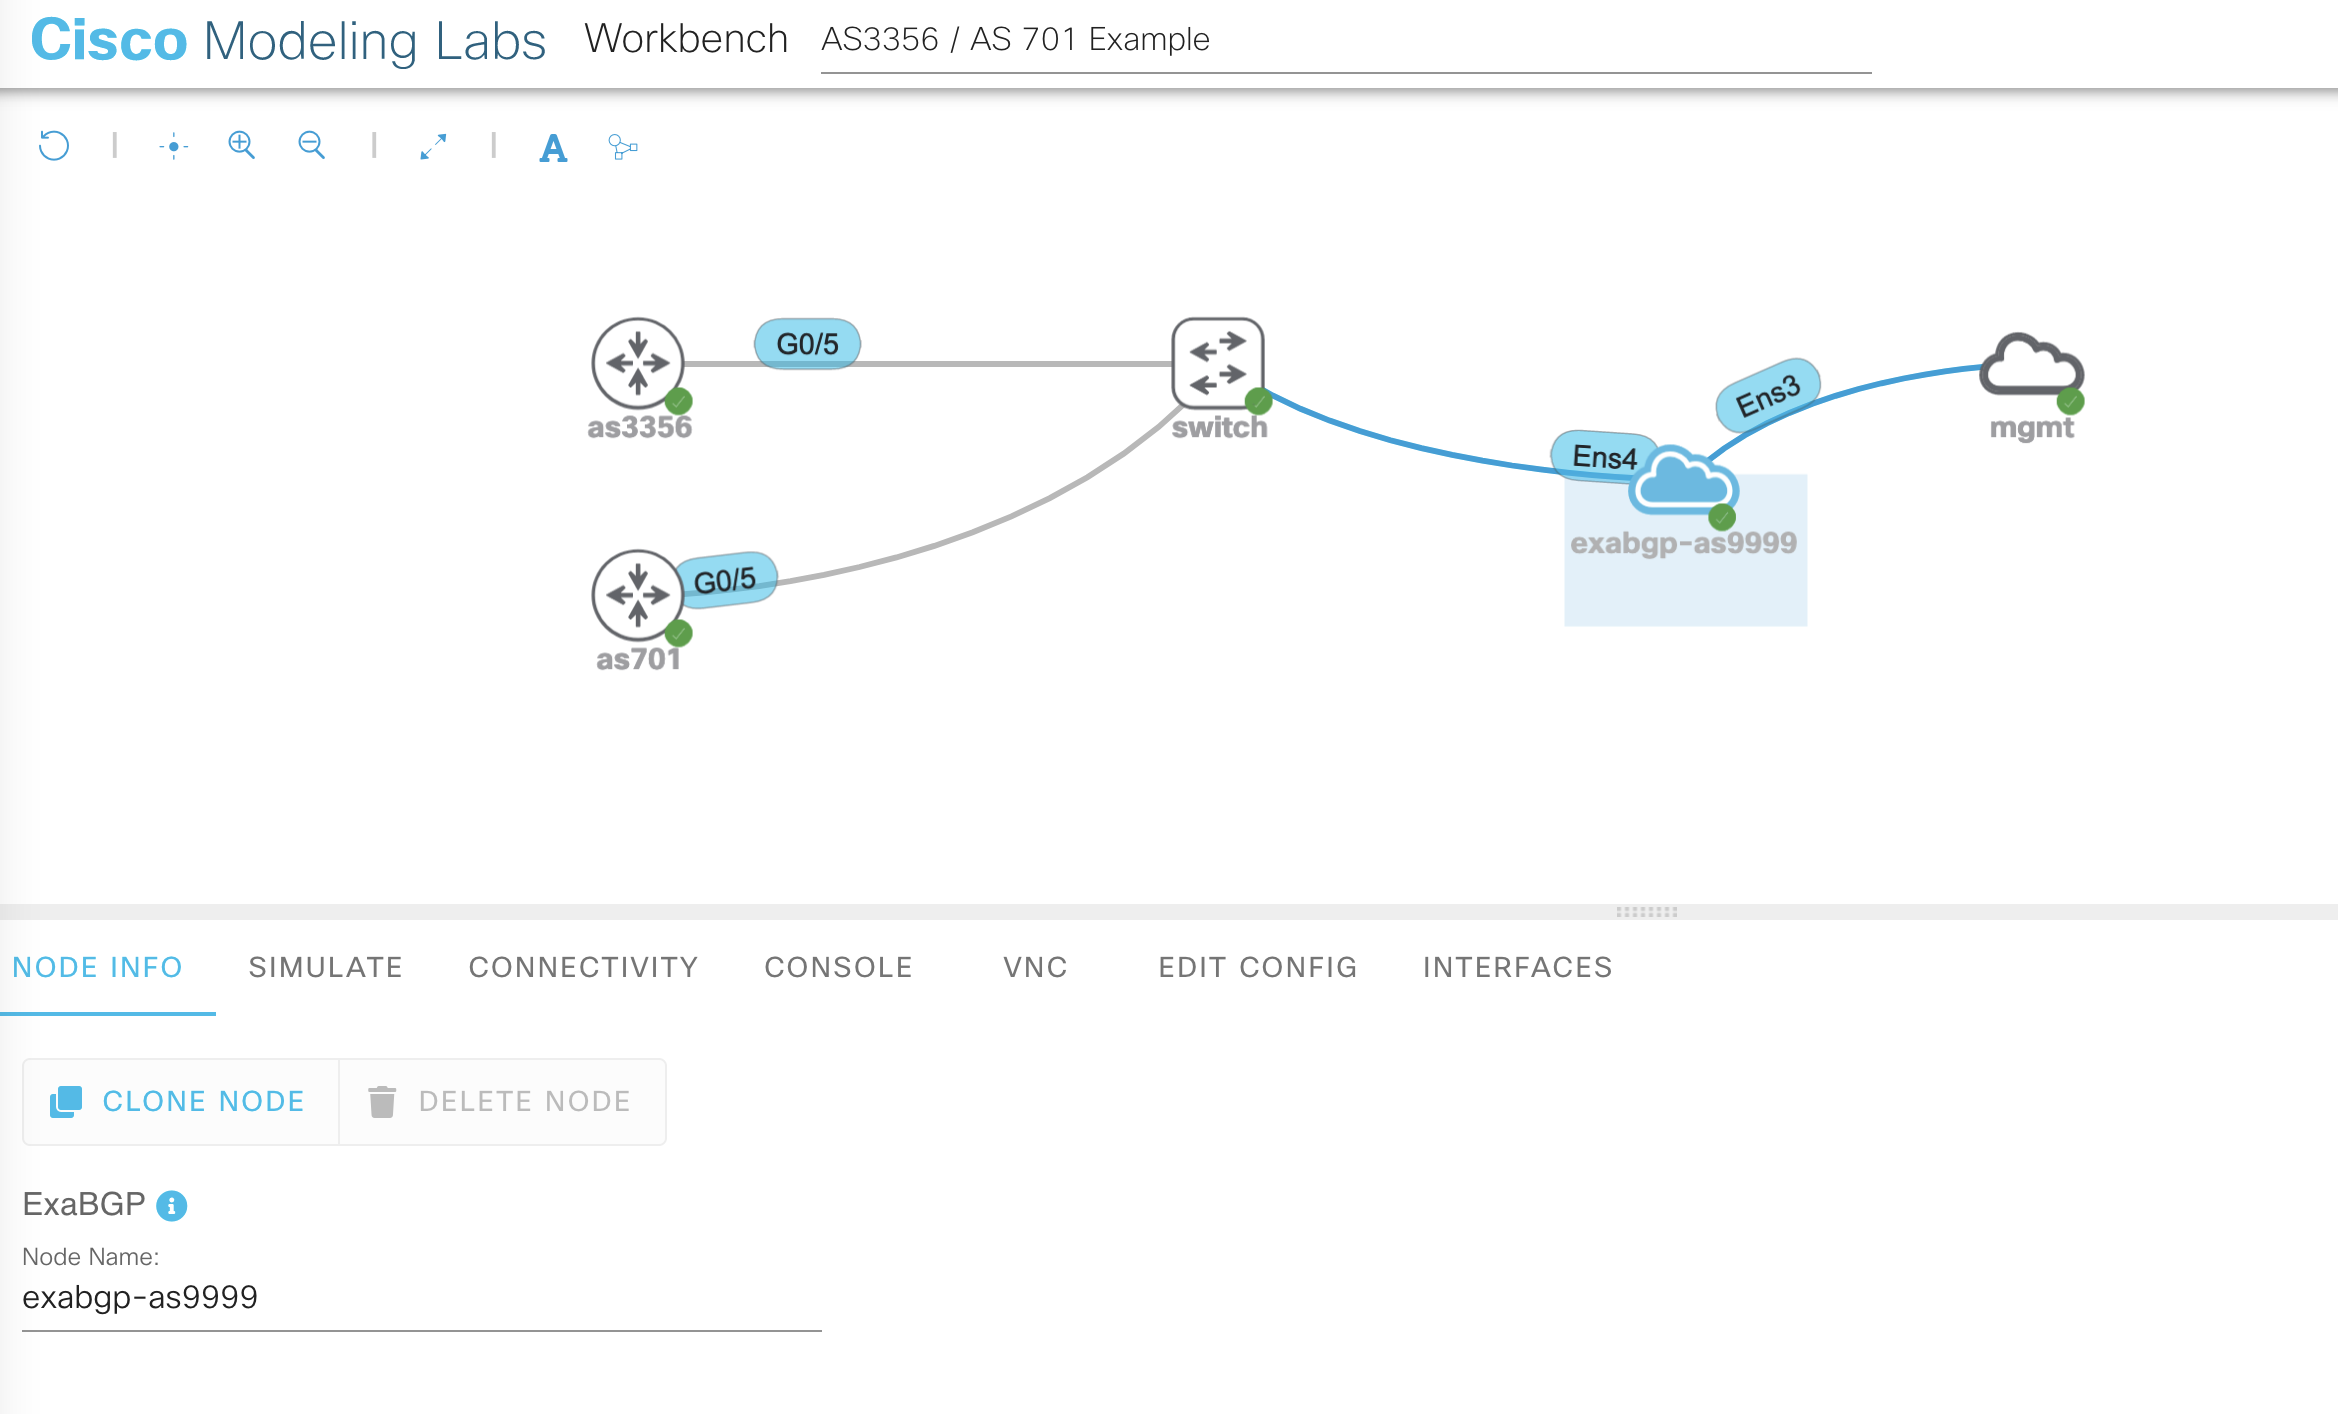 Cisco Modeling Labs Workbench AS3356 / AS 701 Example
A
G0/5
as3356
switch
Ens3
mgmt
Ens4
exabgp-as9999
G0/5
as701
NODE INFO SIMULATE CONNECTIVITY CONSOLE VNC EDIT CONFIG INTERFACES
CLONE NODE DELETE NODE
ExaBGP i
Node Name:
exabgp-as9999